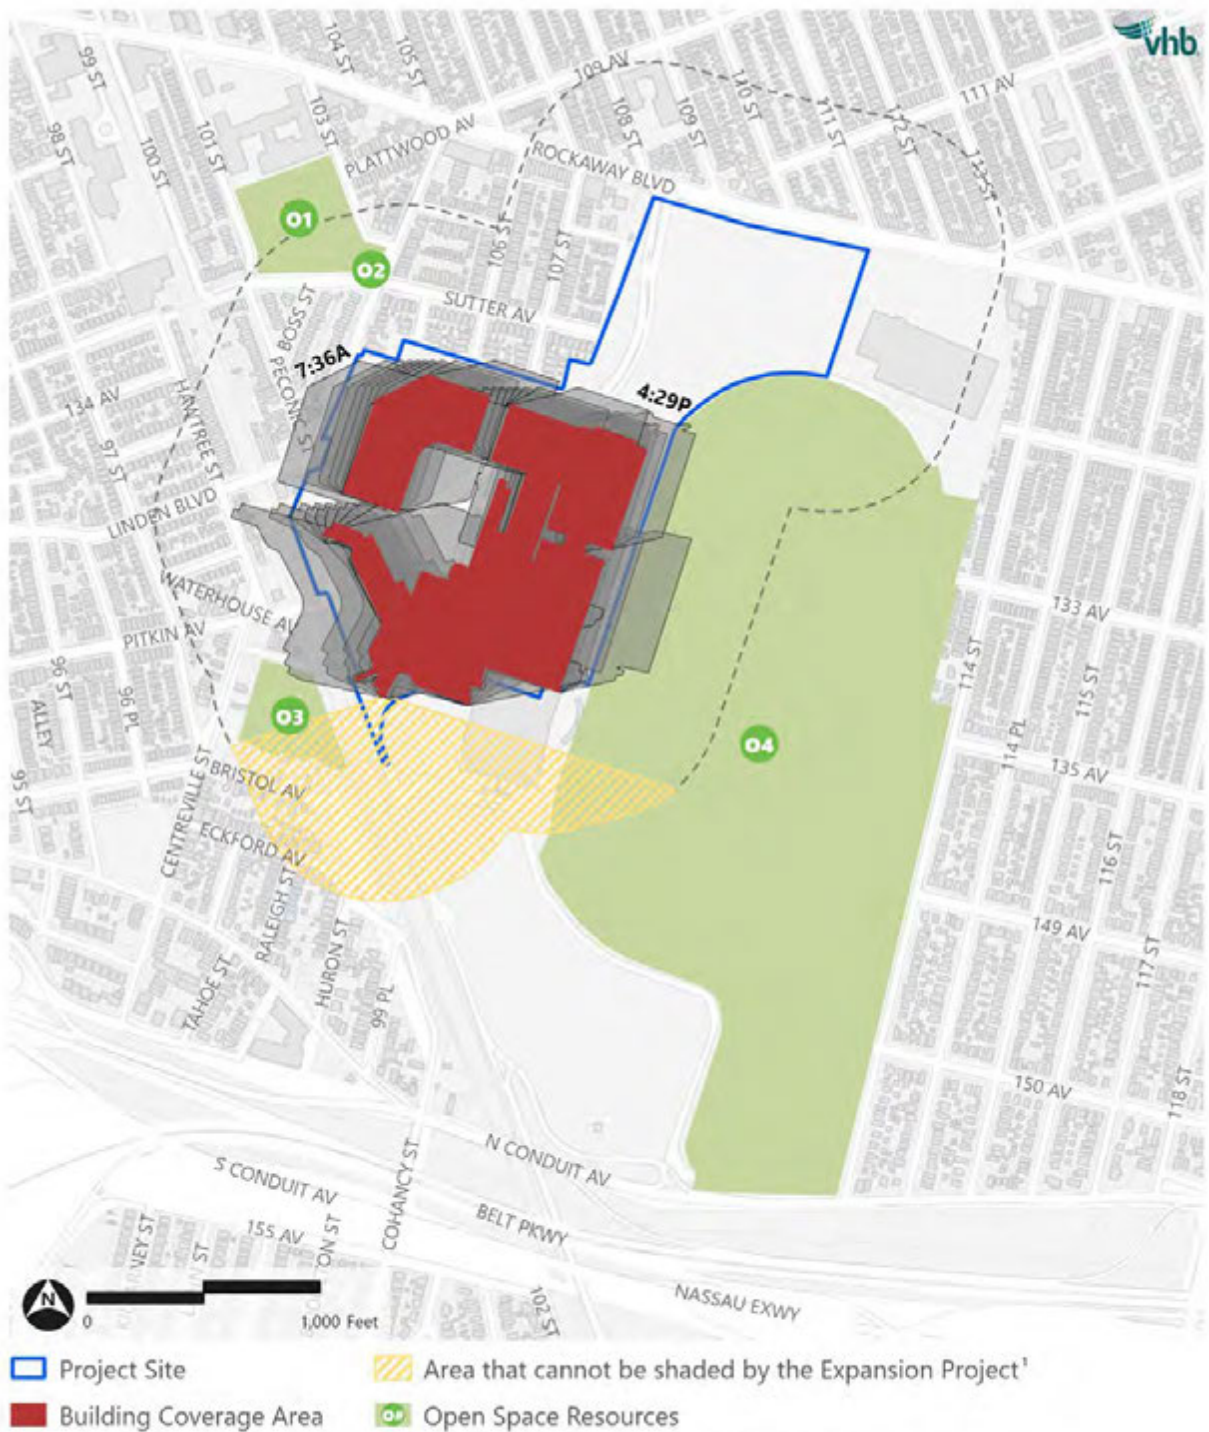 vhb
104 ST
105 ST
109 AV
99 ST
103 ST
110 ST
111 AV
108 ST
109 ST
111 ST
112 ST
98 ST
101 ST
100 ST
PLATTWOOD AV
ROCKAWAY BLVD
113 ST
O1
106 ST
107 ST
O2
BOSS ST
SUTTER AV
7:36A
PECONIC ST
4:29P
134 AV
HAWTREE ST
97 ST
LINDEN BLVD
WATERHOUSE AV
PITKIN AV
133 AV
96 ST
96 PL
ALLEY
114 ST
115 ST
O3
O4
114 PL
95 ST
CENTREVILLE ST
BRISTOL AV
135 AV
ECKFORD AV
116 ST
RALEIGH ST
HURON ST
149 AV
117 ST
TAHOE ST
99 PL
150 AV
118 ST
N CONDUIT AV
S CONDUIT AV
COHANCY ST
BELT PKWY
155 AV
NEY ST
ST
ON ST
102 ST
NASSAU EXWY
N
0
1,000 Feet
Project Site
Area that cannot be shaded by the Expansion Project¹
Building Coverage Area
O.# Open Space Resources